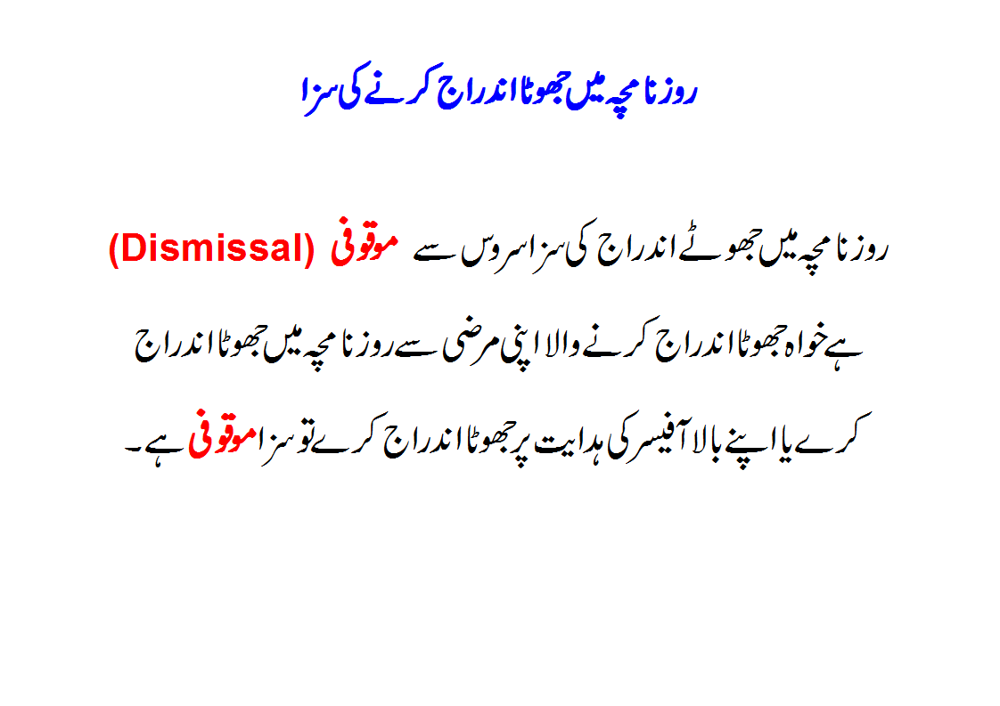 روزنامچہ میں جھوٹا اندراج کرنے کی سزا
روزنامچہ میں جھوٹے اندراج کی سزا سروس سے موقوفی (Dismissal)
ہے خواہ جھوٹا اندراج کرنے والا اپنی مرضی سے روزنامچہ میں جھوٹا اندراج
کرے یا اپنے بالا آفیسر کی ہدایت پر جھوٹا اندراج کرے تو سزا موقوفی ہے۔